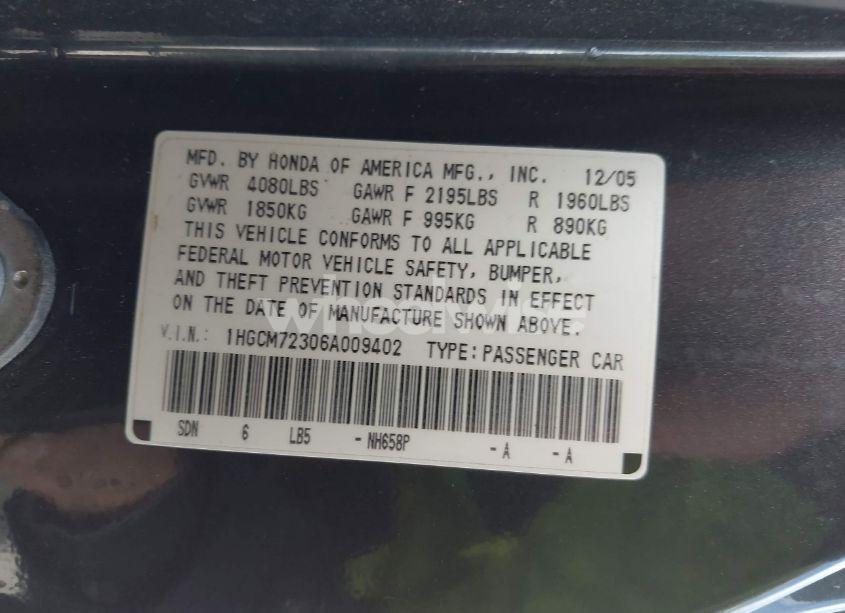 MFD. BY HONDA OF AMERICA MFG., INC. 12/05
GVWR 4080LBS GAWR F 2195LBS R 1960LBS
GVWR 1850KG GAWR F 995KG R 890KG
THIS VEHICLE CONFORMS TO ALL APPLICABLE
FEDERAL MOTOR VEHICLE SAFETY, BUMPER,
AND THEFT PREVENTION STANDARDS IN EFFECT
ON THE DATE OF MANUFACTURE SHOWN ABOVE.
V.I.N.: 1HGCM72306A009402 TYPE: PASSENGER CAR
SDN 6 LB5 - NH658P - A - A